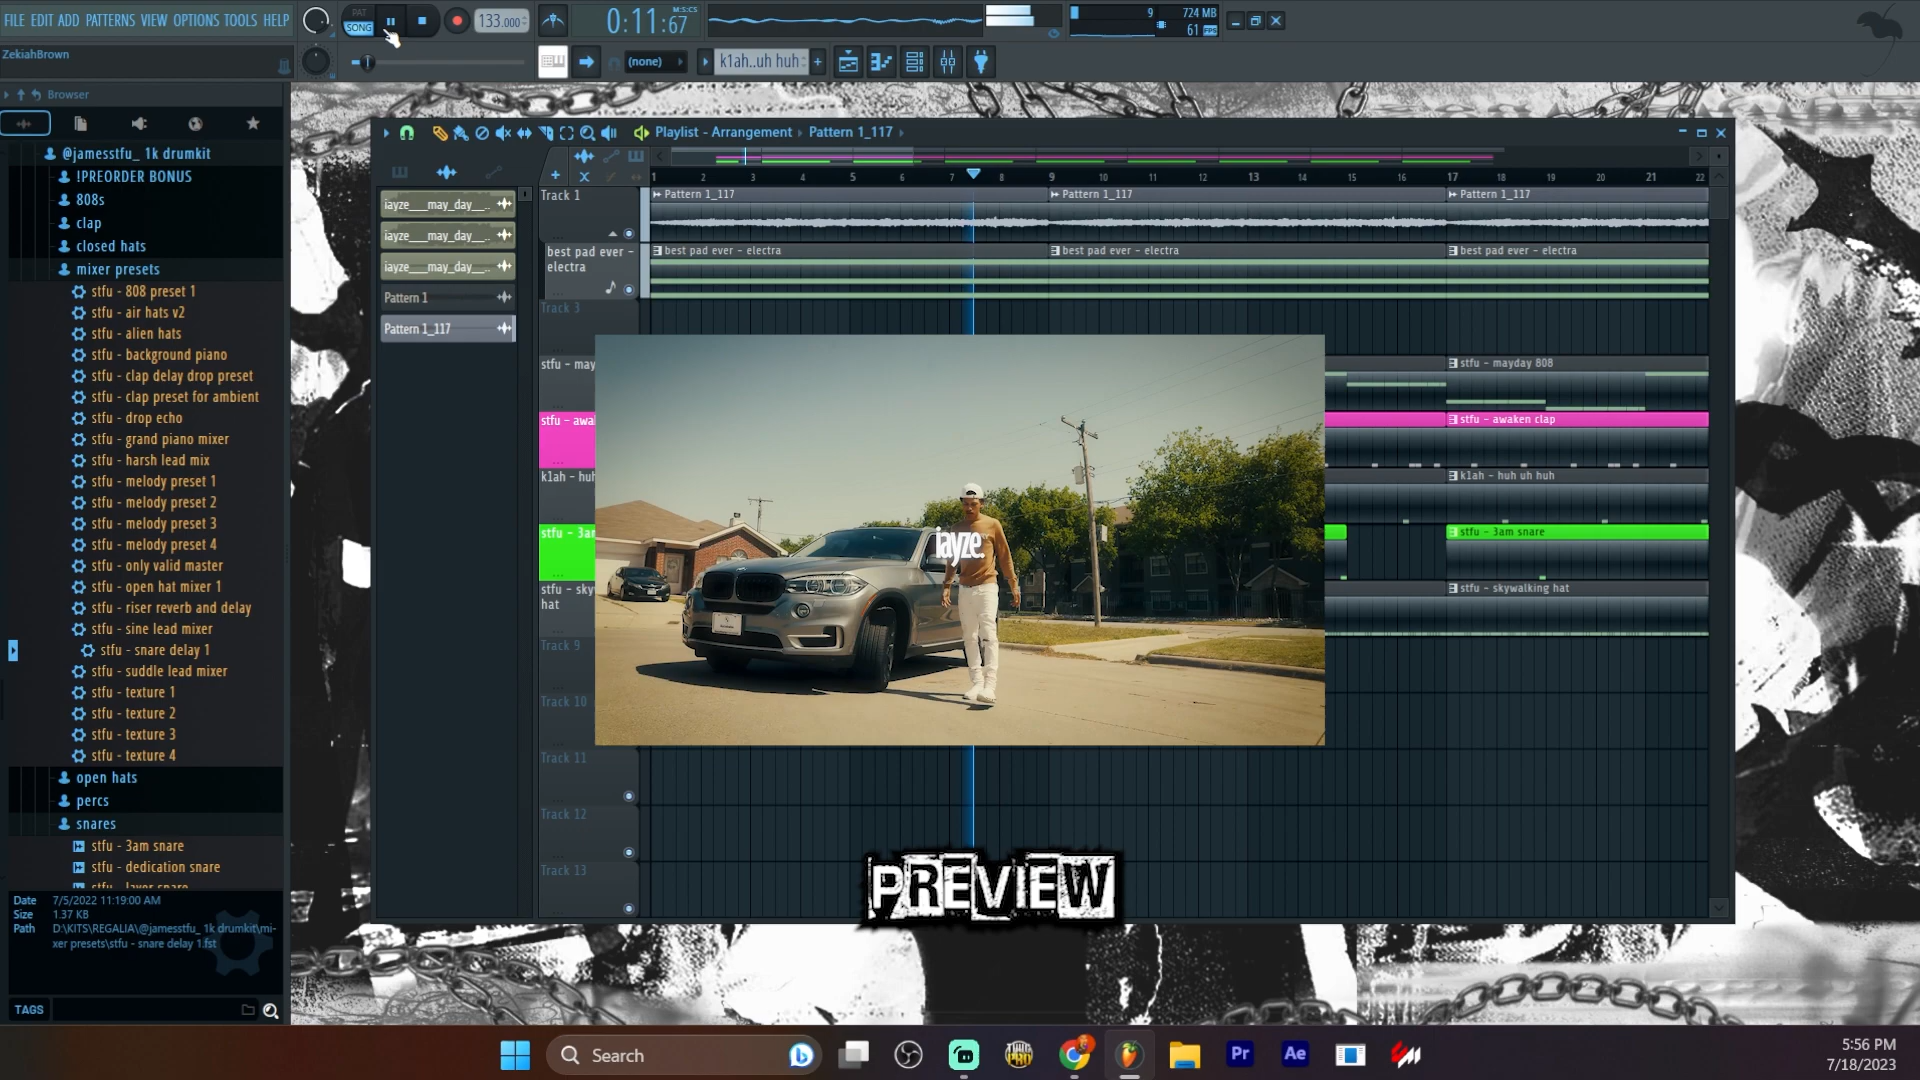 FILE EDIT ADD PATTERNS VIEW OPTIONS TOOLS HELP
PAT
SONG
133.000
0:11:67
M:S:CS
9
724 MB
61
FPS
ZekiahBrown
(none)
k1ah..uh huh
Browser
Playlist - Arrangement › Pattern 1_117
@jamesstfu_ 1k drumkit
!PREORDER BONUS
808s
clap
closed hats
mixer presets
stfu - 808 preset 1
stfu - air hats v2
stfu - alien hats
stfu - background piano
stfu - clap delay drop preset
stfu - clap preset for ambient
stfu - drop echo
stfu - grand piano mixer
stfu - harsh lead mix
stfu - melody preset 1
stfu - melody preset 2
stfu - melody preset 3
stfu - melody preset 4
stfu - only valid master
stfu - open hat mixer 1
stfu - riser reverb and delay
stfu - sine lead mixer
stfu - snare delay 1
stfu - suddle lead mixer
stfu - texture 1
stfu - texture 2
stfu - texture 3
stfu - texture 4
open hats
percs
snares
stfu - 3am snare
stfu - dedication snare
stfu - layer snare
Date 7/5/2022 11:19:00 AM
Size 1.37 KB
Path D:\KITS\REGALIA\@jamesstfu_ 1k drumkit\mi-
xer presets\stfu - snare delay 1.fst
TAGS
iayze___may_day__..
iayze___may_day__..
iayze___may_day__..
Pattern 1
Pattern 1_117
1 2 3 4 5 6 7 8 9 10 11 12 13 14 15 16 17 18 19 20 21 22
Track 1
Pattern 1_117
Pattern 1_117
Pattern 1_117
best pad ever -
electra
best pad ever - electra
best pad ever - electra
best pad ever - electra
Track 3
stfu - may
stfu - mayday 808
stfu - awa
stfu - awaken clap
k1ah - huh
k1ah - huh uh huh
stfu - 3ar
stfu - 3am snare
stfu - sky
hat
stfu - skywalking hat
Track 9
Track 10
Track 11
Track 12
Track 13
iayze.
PREVIEW
Search
Pr
Ae
5:56 PM
7/18/2023